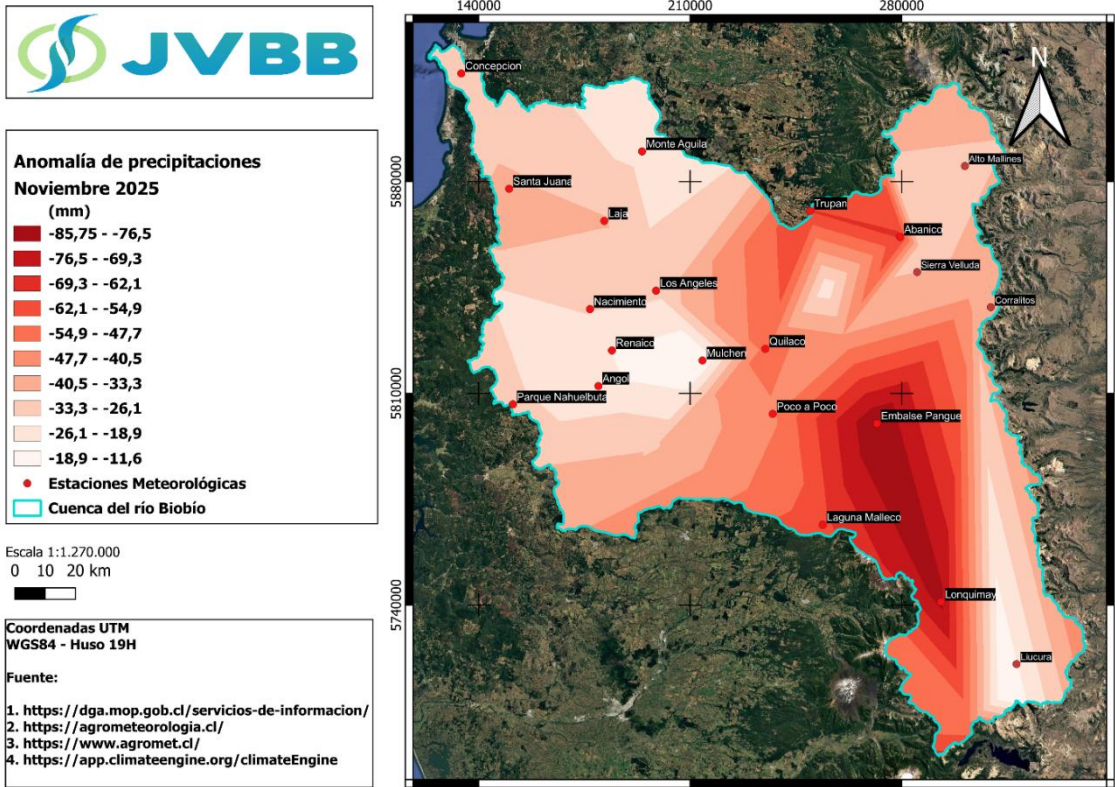 JVBB
Anomalía de precipitaciones
Noviembre 2025
(mm)
-85,75 - -76,5
-76,5 - -69,3
-69,3 - -62,1
-62,1 - -54,9
-54,9 - -47,7
-47,7 - -40,5
-40,5 - -33,3
-33,3 - -26,1
-26,1 - -18,9
-18,9 - -11,6
Estaciones Meteorológicas
Cuenca del río Biobío
Escala 1:1.270.000
0 10 20 km
Coordenadas UTM
WGS84 - Huso 19H
Fuente:
1. https://dga.mop.gob.cl/servicios-de-informacion/
2. https://agrometeorologia.cl/
3. https://www.agromet.cl/
4. https://app.climateengine.org/climateEngine
140000 210000 280000
N
Concepcion
Monte Aguila
Alto Mallines
5880000 5880000
Santa Juana
Trupan
Laja
Abanico
Sierra Velluda
Los Angeles
Nacimiento
Corralitos
Quilaco
Renaico
Mulchen
Angol
5810000 5810000
Parque Nahuelbuta
Poco a Poco
Embalse Pangue
Laguna Malleco
5740000 5740000
Lonquimay
Liucura